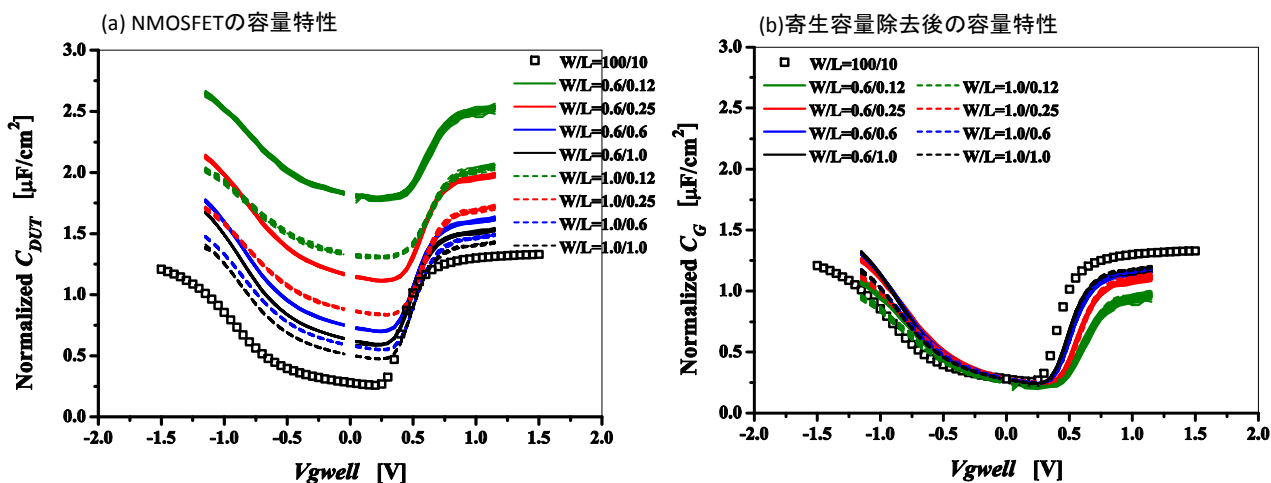 (a) NMOSFETの容量特性
3.0
2.5
2.0
1.5
1.0
0.5
0.0
-2.0 -1.5 -1.0 -0.5 0.0 0.5 1.0 1.5 2.0
Normalized C_DUT [μF/cm²]
Vgwell [V]
W/L=100/10
W/L=0.6/0.12
W/L=0.6/0.25
W/L=0.6/0.6
W/L=0.6/1.0
W/L=1.0/0.12
W/L=1.0/0.25
W/L=1.0/0.6
W/L=1.0/1.0
(b)寄生容量除去後の容量特性
3.0
2.5
2.0
1.5
1.0
0.5
0.0
-2.0 -1.5 -1.0 -0.5 0.0 0.5 1.0 1.5 2.0
Normalized C_G [μF/cm²]
Vgwell [V]
W/L=100/10
W/L=0.6/0.12 W/L=1.0/0.12
W/L=0.6/0.25 W/L=1.0/0.25
W/L=0.6/0.6 W/L=1.0/0.6
W/L=0.6/1.0 W/L=1.0/1.0